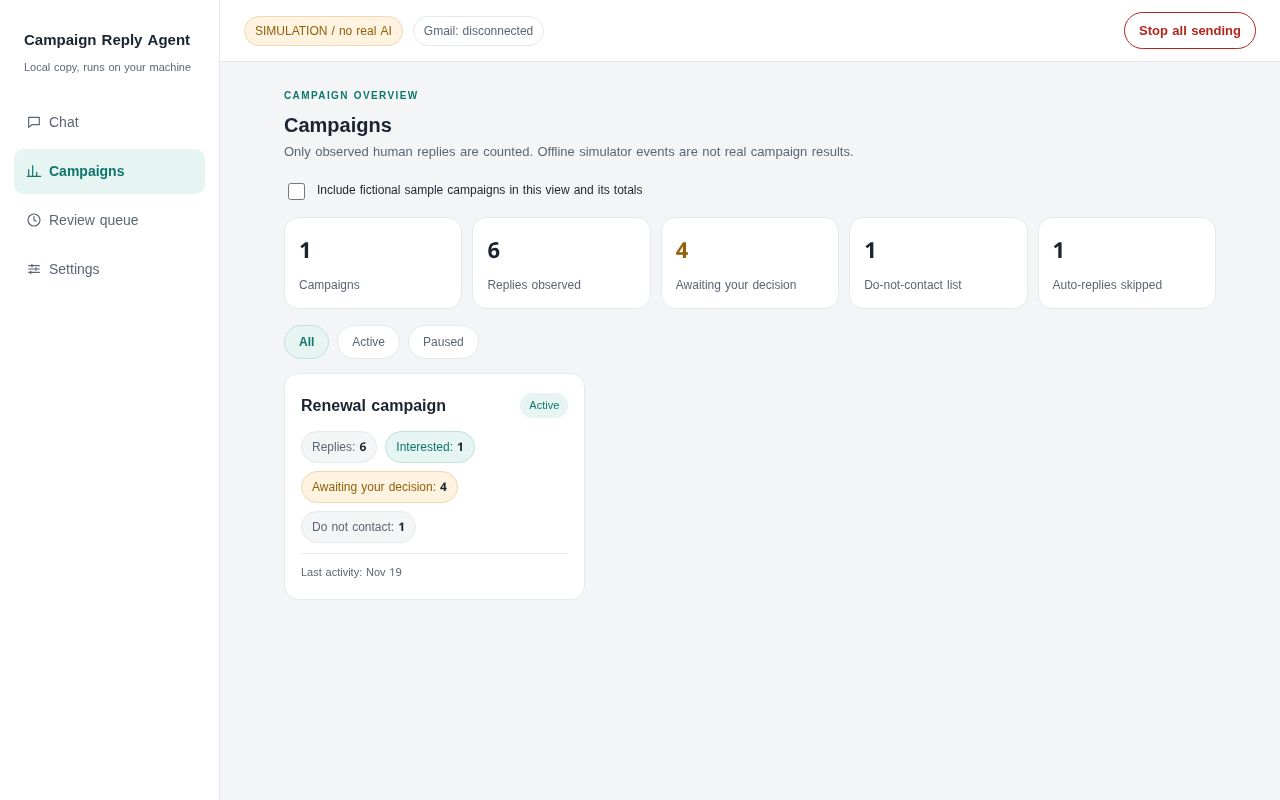 Campaign Reply Agent
Local copy, runs on your machine
Chat
Campaigns
Review queue
Settings
SIMULATION / no real AI
Gmail: disconnected
Stop all sending
CAMPAIGN OVERVIEW
Campaigns
Only observed human replies are counted. Offline simulator events are not real campaign results.
Include fictional sample campaigns in this view and its totals
1
Campaigns
6
Replies observed
4
Awaiting your decision
1
Do-not-contact list
1
Auto-replies skipped
All
Active
Paused
Renewal campaign
Active
Replies: 6
Interested: 1
Awaiting your decision: 4
Do not contact: 1
Last activity: Nov 19